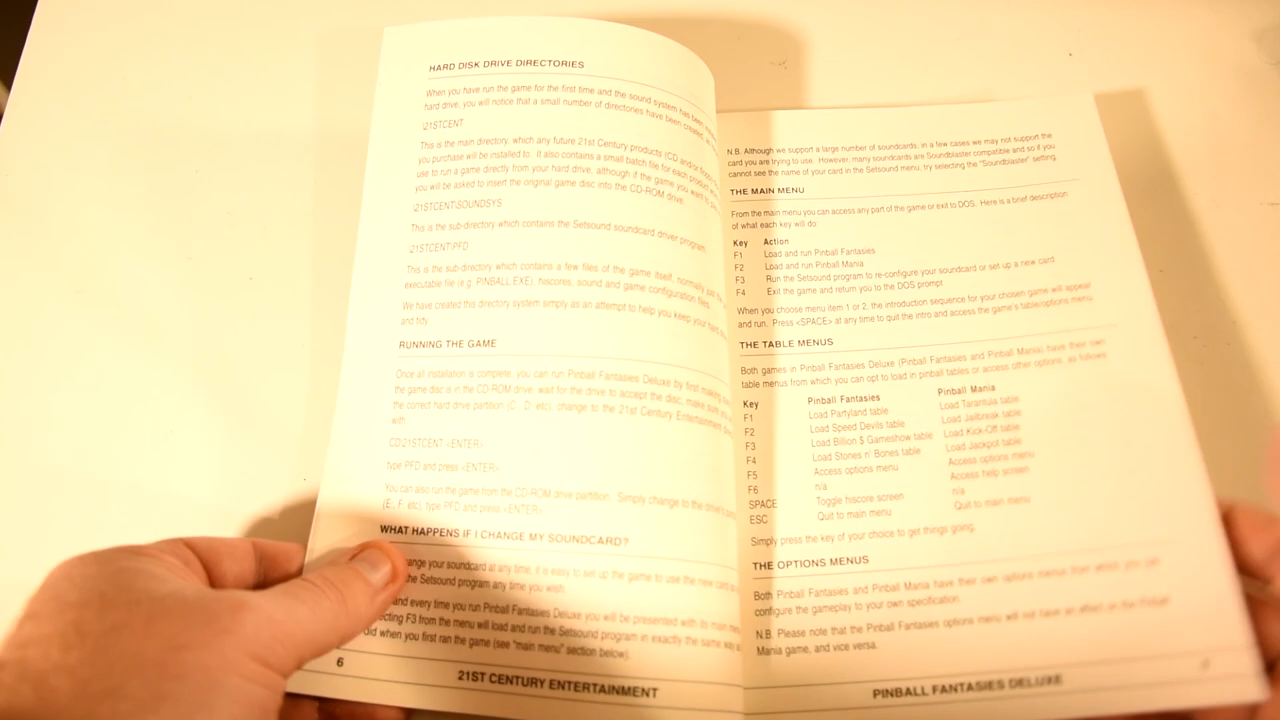 HARD DISK DRIVE DIRECTORIES
When you have run the game for the first time and the sound system has been
hard drive, you will notice that a small number of directories have been created,
\21STCENT
This is the main directory, which any future 21st Century products (CD and/or floppy)
you purchase will be installed to. It also contains a small batch file for each product
use to run a game directly from your hard drive, although if the game you want to
you will be asked to insert the original game disc into the CD-ROM drive.
\21STCENT\SOUNDSYS
This is the sub-directory which contains the Setsound soundcard driver program.
\21STCENT\PFD
This is the sub-directory which contains a few files of the game itself, normally just the
executable file (e.g. PINBALL.EXE), hiscores, sound and game configuration files.
We have created this directory system simply as an attempt to help you keep your hard
and tidy.
RUNNING THE GAME
Once all installation is complete, you can run Pinball Fantasies Deluxe by first making
the game disc is in the CD-ROM drive, wait for the drive to accept the disc, make sure
the correct hard drive partition (C:, D: etc), change to the 21st Century Entertainment
with
CD\21STCENT <ENTER>
type PFD and press <ENTER>
You can also run the game from the CD-ROM drive partition. Simply change to the drive's
(E:, F: etc), type PFD and press <ENTER>
WHAT HAPPENS IF I CHANGE MY SOUNDCARD?
ange your soundcard at any time, it is easy to set up the game to use the new card
the Setsound program any time you wish.
and every time you run Pinball Fantasies Deluxe you will be presented with its main
ecting F3 from the menu will load and run the Setsound program in exactly the same way
did when you first ran the game (see "main menu" section below).
6
21ST CENTURY ENTERTAINMENT
N.B. Although we support a large number of soundcards, in a few cases we may not support the
card you are trying to use. However, many soundcards are Soundblaster compatible and so if you
cannot see the name of your card in the Setsound menu, try selecting the "Soundblaster" setting.
THE MAIN MENU
From the main menu you can access any part of the game or exit to DOS. Here is a brief description
of what each key will do:
Key Action
F1 Load and run Pinball Fantasies
F2 Load and run Pinball Mania
F3 Run the Setsound program to re-configure your soundcard or set up a new card
F4 Exit the game and return you to the DOS prompt
When you choose menu item 1 or 2, the introduction sequence for your chosen game will appear
and run. Press <SPACE> at any time to quit the intro and access the game's table/options menu.
THE TABLE MENUS
Both games in Pinball Fantasies Deluxe (Pinball Fantasies and Pinball Mania) have their own
table menus from which you can opt to load in pinball tables or access other options, as follows:
Key Pinball Fantasies Pinball Mania
F1 Load Partyland table Load Tarantula table
F2 Load Speed Devils table Load Jailbreak table
F3 Load Billion $ Gameshow table Load Kick-Off table
F4 Load Stones n' Bones table Load Jackpot table
F5 Access options menu Access options menu
F6 n/a Access help screen
SPACE Toggle hiscore screen n/a
ESC Quit to main menu Quit to main menu
Simply press the key of your choice to get things going.
THE OPTIONS MENUS
Both Pinball Fantasies and Pinball Mania have their own options menus from which you can
configure the gameplay to your own specification.
N.B. Please note that the Pinball Fantasies options menu will not have an effect on the Pinball
Mania game, and vice versa.
PINBALL FANTASIES DELUXE